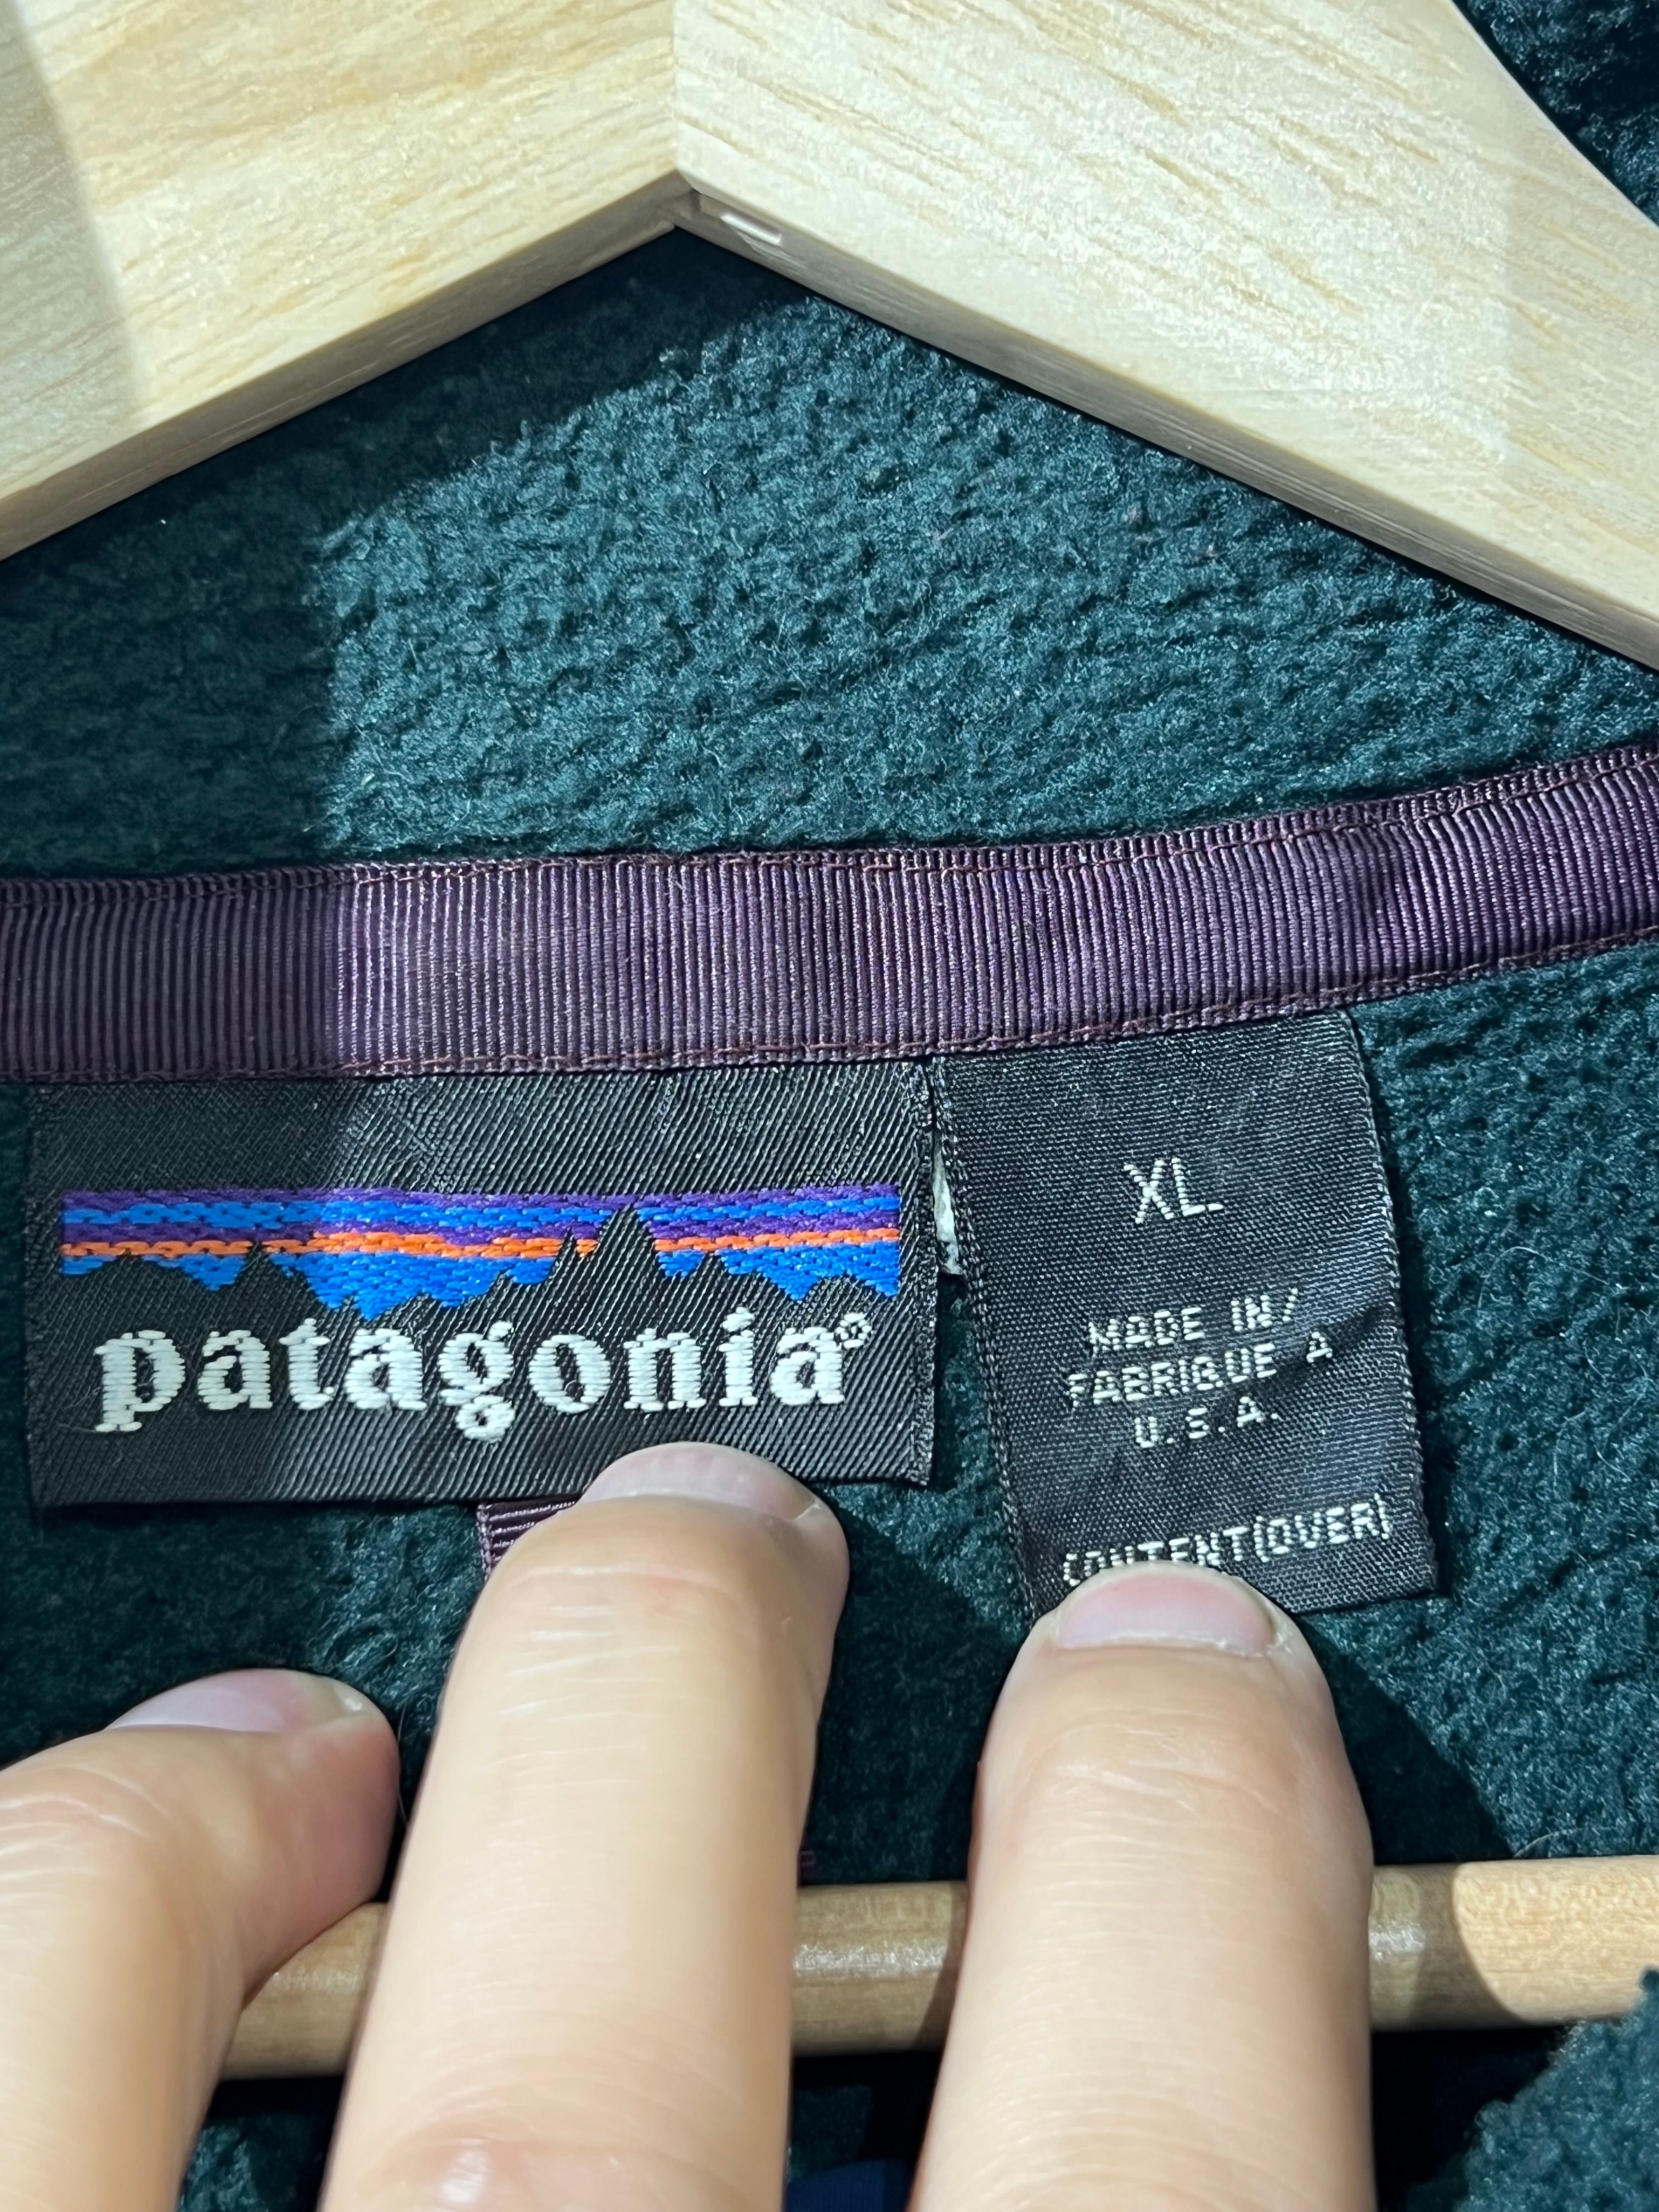 patagonia®
XL
MADE IN/
FABRIQUE A
U.S.A.
CONTENT(OVER)